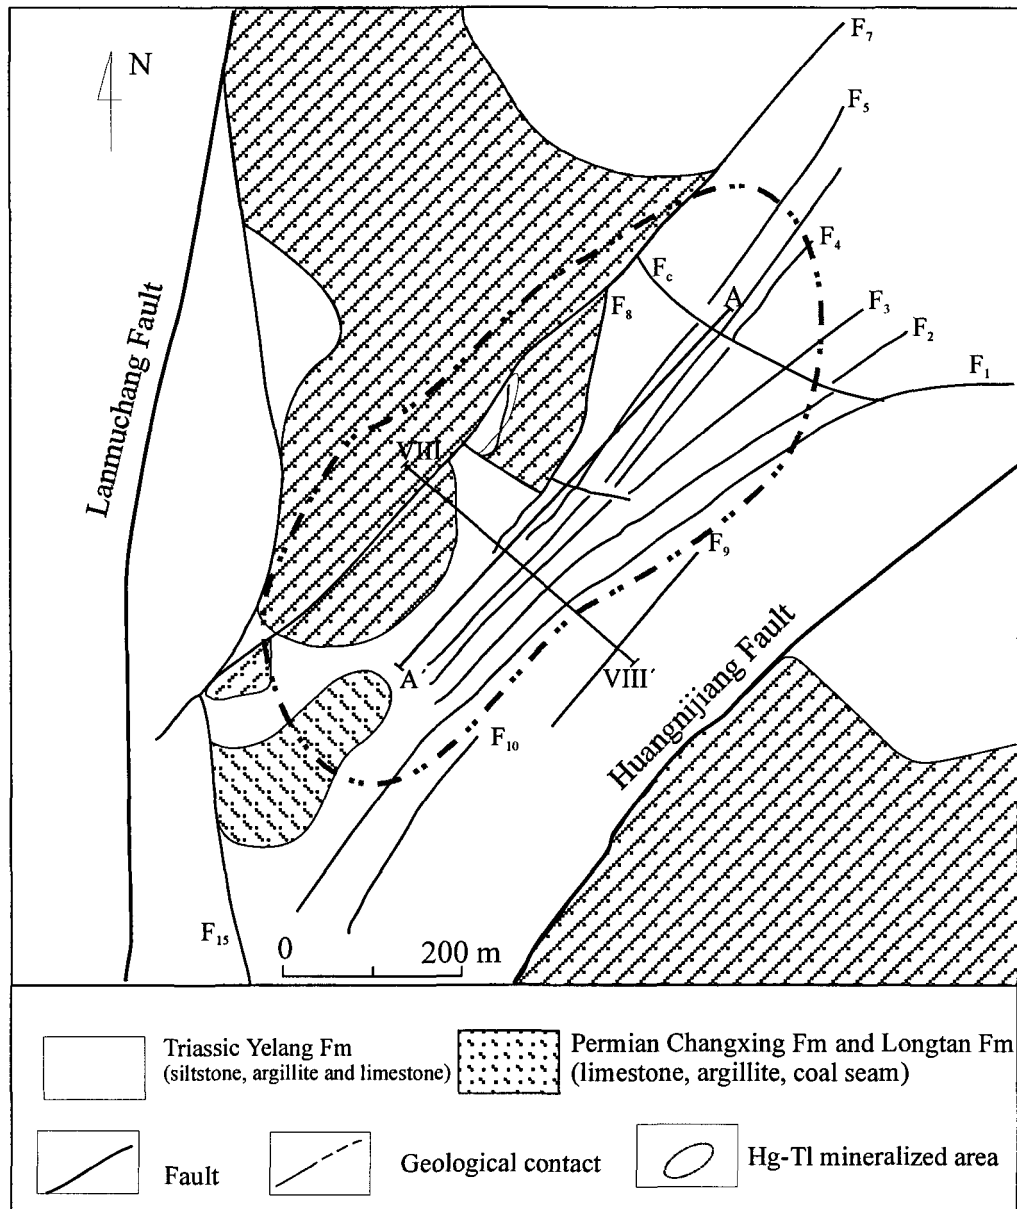 N
F7
F5
F4
Fc
A
F8
F3
F2
F1
Lanmuchang Fault
VIII
F9
A´
VIII´
Huangnijiang Fault
F10
F15
0 200 m
Triassic Yelang Fm
(siltstone, argillite and limestone)
Permian Changxing Fm and Longtan Fm
(limestone, argillite, coal seam)
Fault
Geological contact
Hg-Tl mineralized area